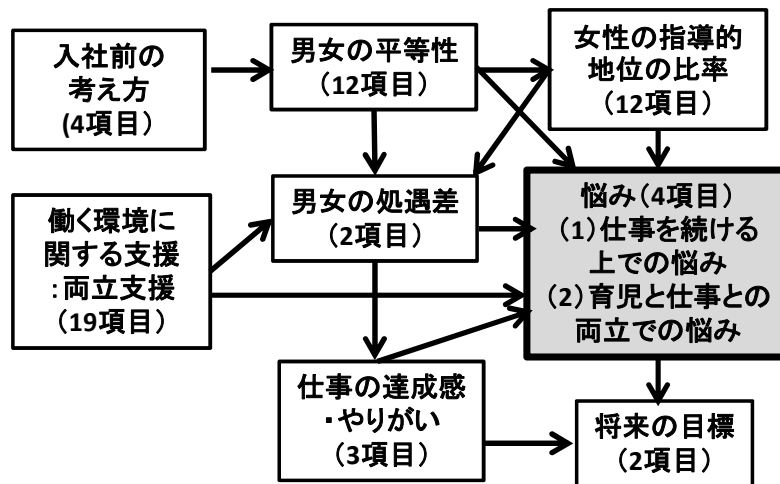 入社前の
考え方
(4項目)
男女の平等性
(12項目)
女性の指導的
地位の比率
(12項目)
働く環境に
関する支援
:両立支援
(19項目)
男女の処遇差
(2項目)
悩み(4項目)
(1)仕事を続ける
上での悩み
(2)育児と仕事との
両立での悩み
仕事の達成感
・やりがい
(3項目)
将来の目標
(2項目)